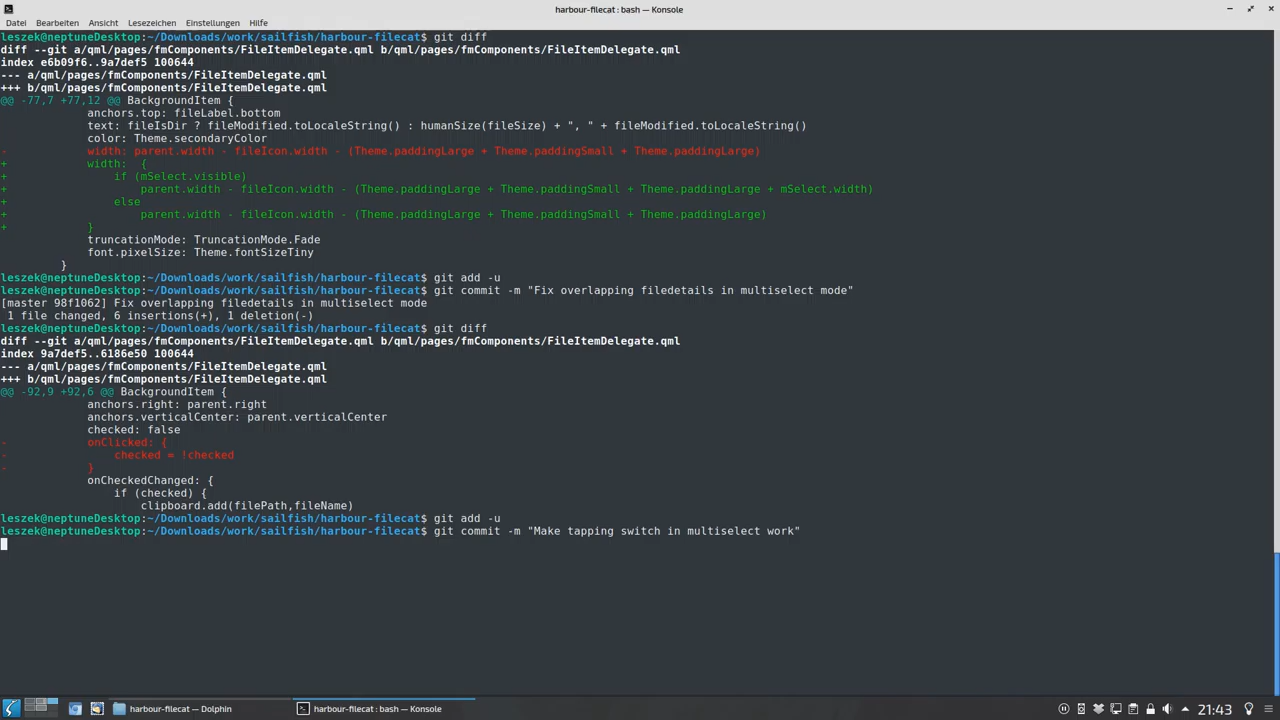 harbour-filecat : bash — Konsole
Datei Bearbeiten Ansicht Lesezeichen Einstellungen Hilfe
leszek@neptuneDesktop:~/Downloads/work/sailfish/harbour-filecat$ git diff
diff --git a/qml/pages/fmComponents/FileItemDelegate.qml b/qml/pages/fmComponents/FileItemDelegate.qml
index e6b09f6..9a7def5 100644
--- a/qml/pages/fmComponents/FileItemDelegate.qml
+++ b/qml/pages/fmComponents/FileItemDelegate.qml
@@ -77,7 +77,12 @@ BackgroundItem {
             anchors.top: fileLabel.bottom
             text: fileIsDir ? fileModified.toLocaleString() : humanSize(fileSize) + ", " + fileModified.toLocaleString()
             color: Theme.secondaryColor
-            width: parent.width - fileIcon.width - (Theme.paddingLarge + Theme.paddingSmall + Theme.paddingLarge)
+            width:  {
+                if (mSelect.visible)
+                    parent.width - fileIcon.width - (Theme.paddingLarge + Theme.paddingSmall + Theme.paddingLarge + mSelect.width)
+                else
+                    parent.width - fileIcon.width - (Theme.paddingLarge + Theme.paddingSmall + Theme.paddingLarge)
+            }
             truncationMode: TruncationMode.Fade
             font.pixelSize: Theme.fontSizeTiny
         }
leszek@neptuneDesktop:~/Downloads/work/sailfish/harbour-filecat$ git add -u
leszek@neptuneDesktop:~/Downloads/work/sailfish/harbour-filecat$ git commit -m "Fix overlapping filedetails in multiselect mode"
[master 98f1062] Fix overlapping filedetails in multiselect mode
 1 file changed, 6 insertions(+), 1 deletion(-)
leszek@neptuneDesktop:~/Downloads/work/sailfish/harbour-filecat$ git diff
diff --git a/qml/pages/fmComponents/FileItemDelegate.qml b/qml/pages/fmComponents/FileItemDelegate.qml
index 9a7def5..6186e50 100644
--- a/qml/pages/fmComponents/FileItemDelegate.qml
+++ b/qml/pages/fmComponents/FileItemDelegate.qml
@@ -92,9 +92,6 @@ BackgroundItem {
             anchors.right: parent.right
             anchors.verticalCenter: parent.verticalCenter
             checked: false
-            onClicked: {
-                checked = !checked
-            }
             onCheckedChanged: {
                 if (checked) {
                     clipboard.add(filePath,fileName)
leszek@neptuneDesktop:~/Downloads/work/sailfish/harbour-filecat$ git add -u
leszek@neptuneDesktop:~/Downloads/work/sailfish/harbour-filecat$ git commit -m "Make tapping switch in multiselect work"
harbour-filecat — Dolphin
harbour-filecat : bash — Konsole
21:43